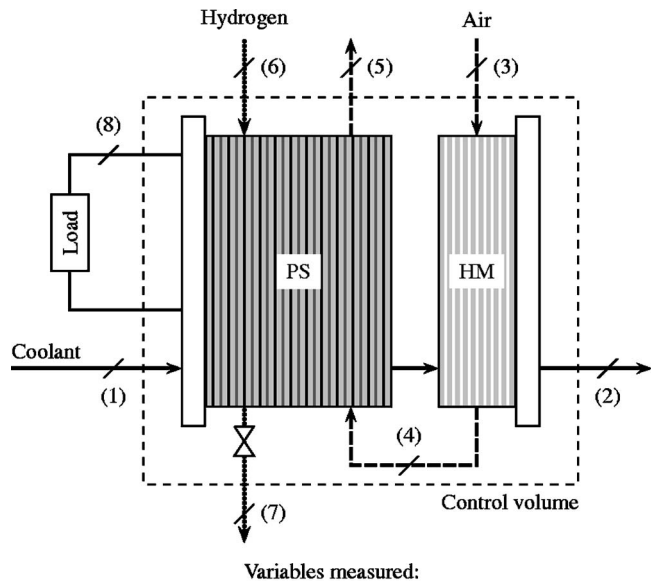 Hydrogen
Air
(6)
(5)
(3)
(8)
Load
PS
HM
Coolant
(1)
(2)
(4)
(7)
Control volume
Variables measured: